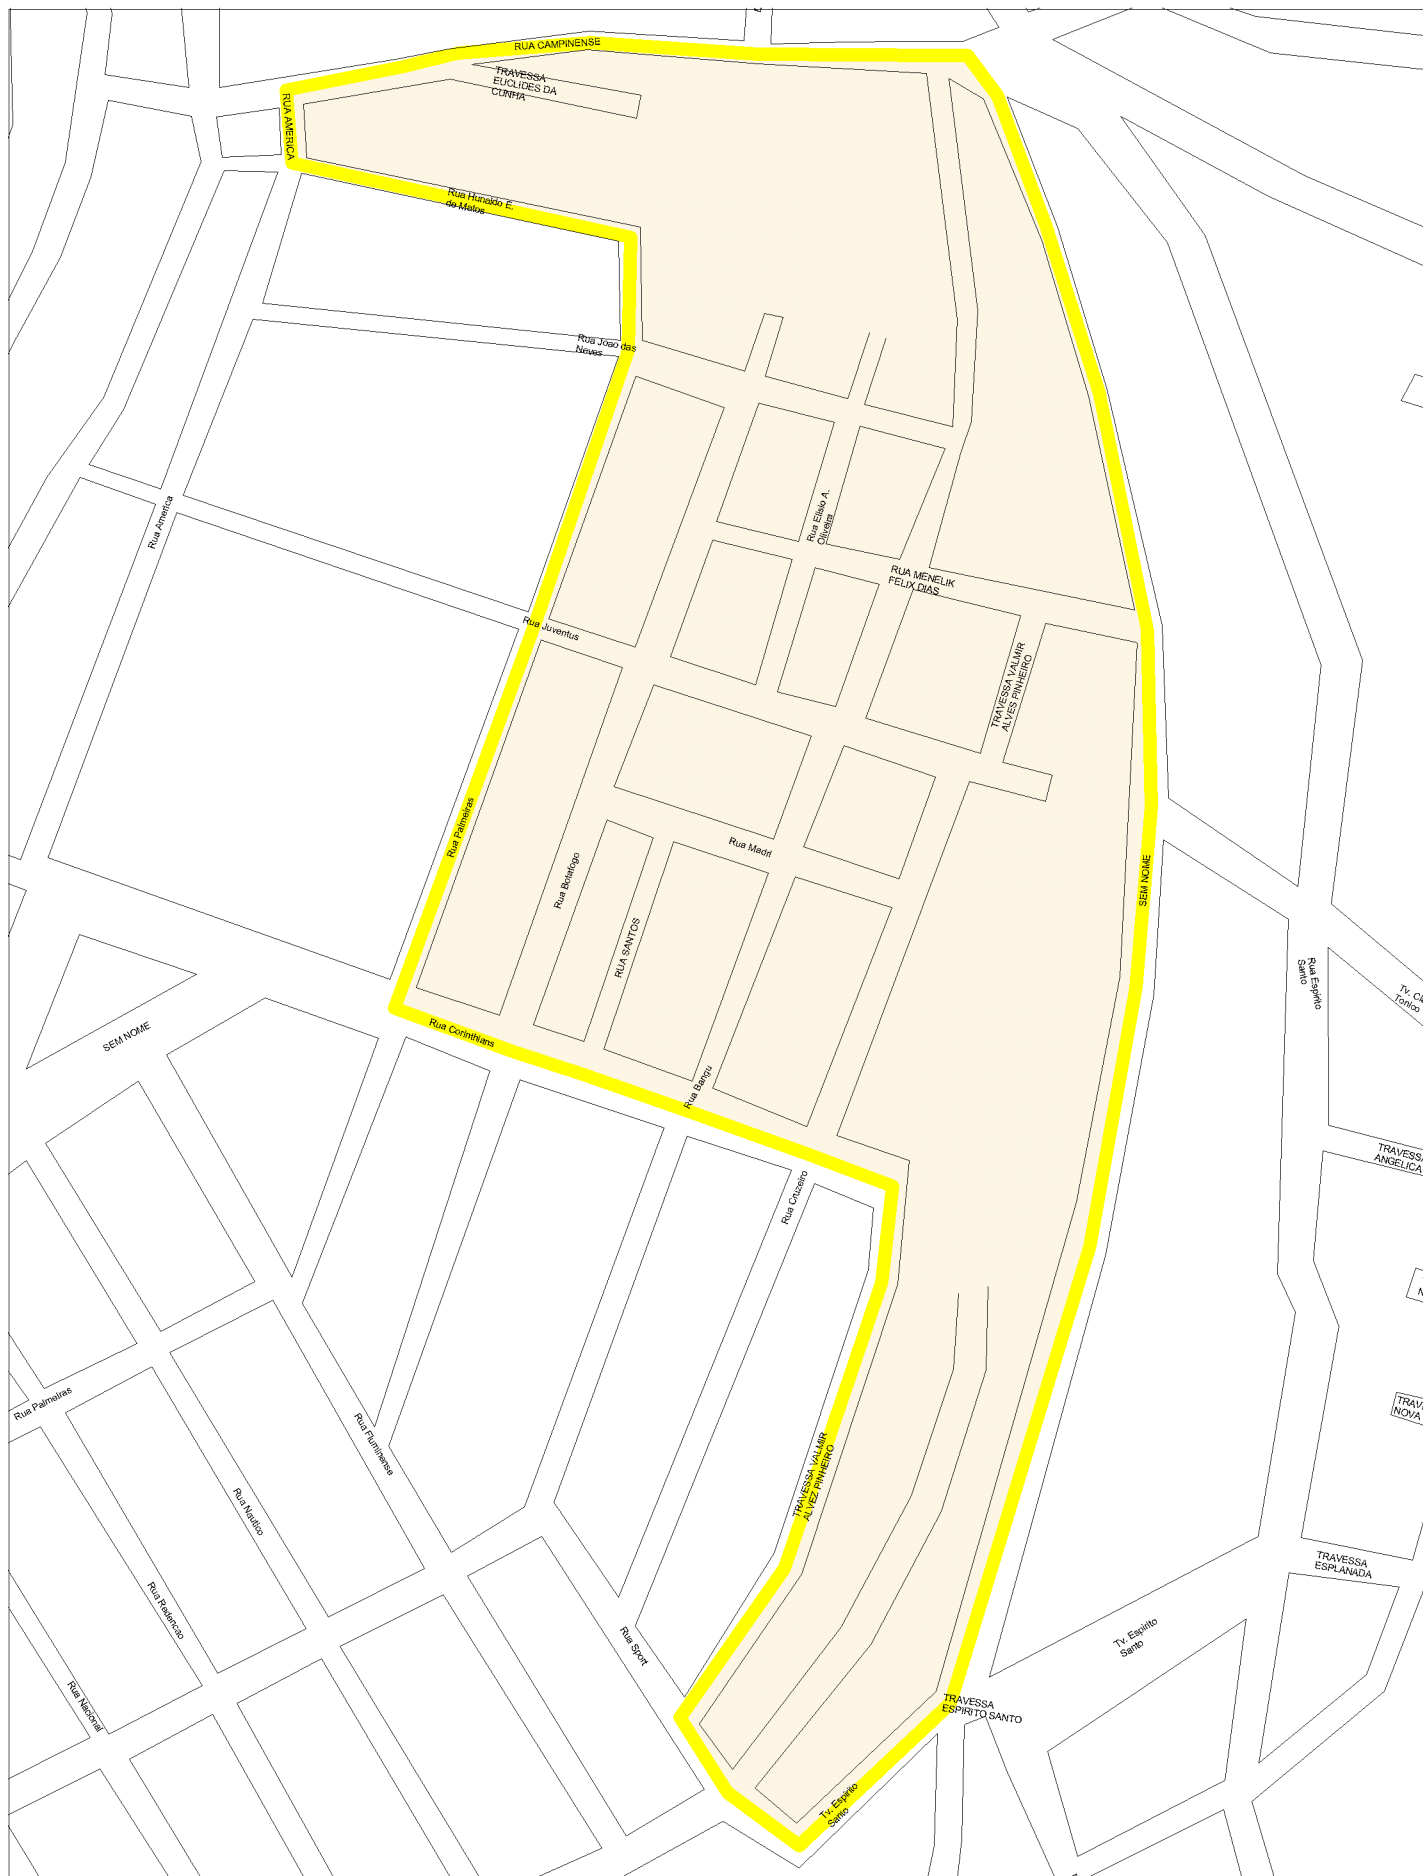 RUA CAMPINENSE
TRAVESSA
EUCLIDES DA
CUNHA
RUA AMERICA
Rua Hunaldo E.
de Matos
Rua Joao das
Neves
Rua America
Rua Elisio A.
Oliveira
RUA MENELIK
FELIX DIAS
Rua Juventus
TRAVESSA VALMIR
ALVES PINHEIRO
Rua Palmeiras
Rua Madri
Rua Botafogo
RUA SANTOS
SEM NOME
Rua Espirito
Santo
Rua Corinthians
SEM NOME
Rua Bangu
TRAVESSA
ANGELICA
Rua Cruzeiro
Rua Palmeiras
Rua Fluminense
TRAVESSA VALMIR
ALVEZ PINHEIRO
NOVA
Rua Nautico
TRAVESSA
ESPLANADA
Rua Redencao
Rua Sport
Tv. Espirito
Santo
Rua Nacional
TRAVESSA
ESPIRITO SANTO
Tv. Espirito
Santo